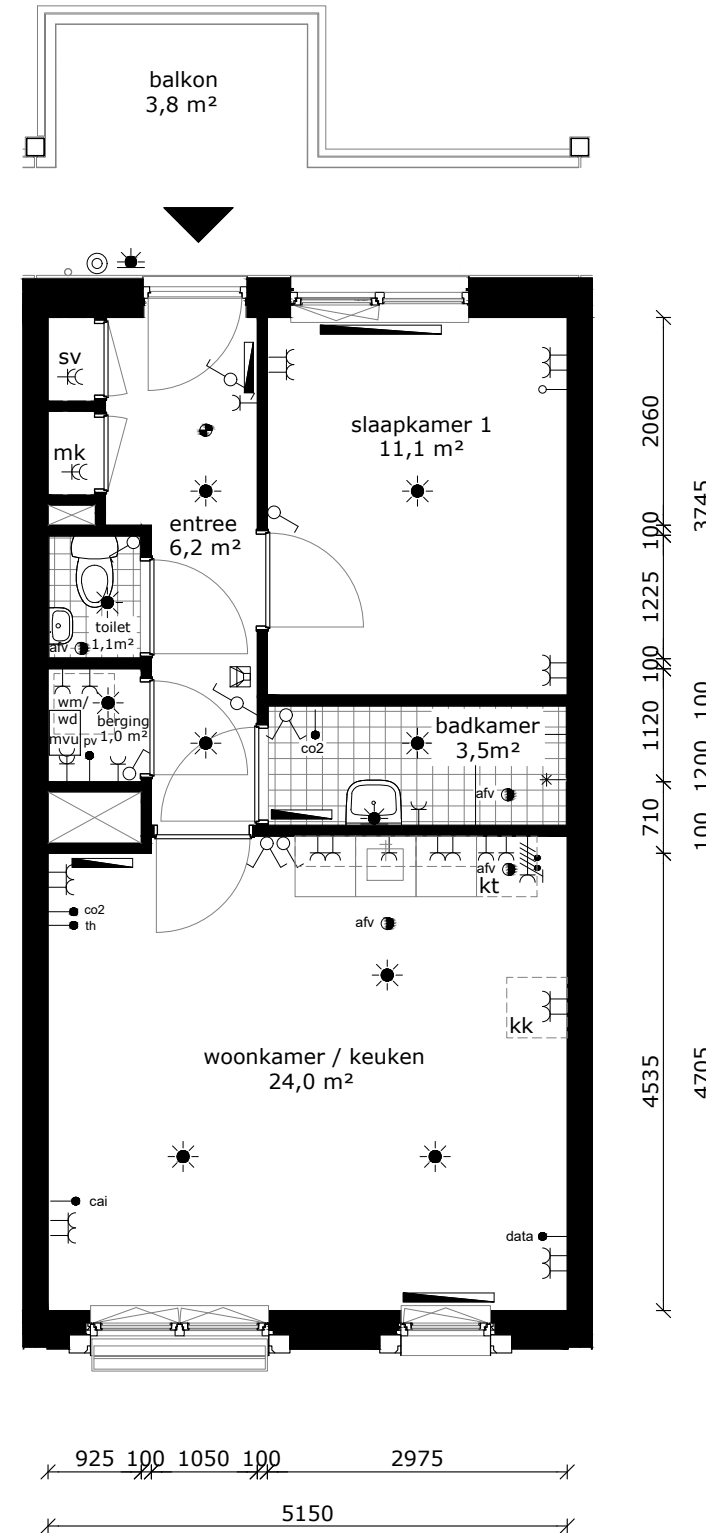 balkon
3,8 m²
sv
mk
slaapkamer 1
11,1 m²
entree
6,2 m²
toilet
1,1m²
afv
wm/
wd
berging
1,0 m²
mvu
pv
co2
badkamer
3,5m²
afv
afv
kt
co2
th
afv
kk
woonkamer / keuken
24,0 m²
cai
data
2060
100
1225
100
1120
710
4535
3745
100
1200
100
4705
925 100 1050 100 2975
5150